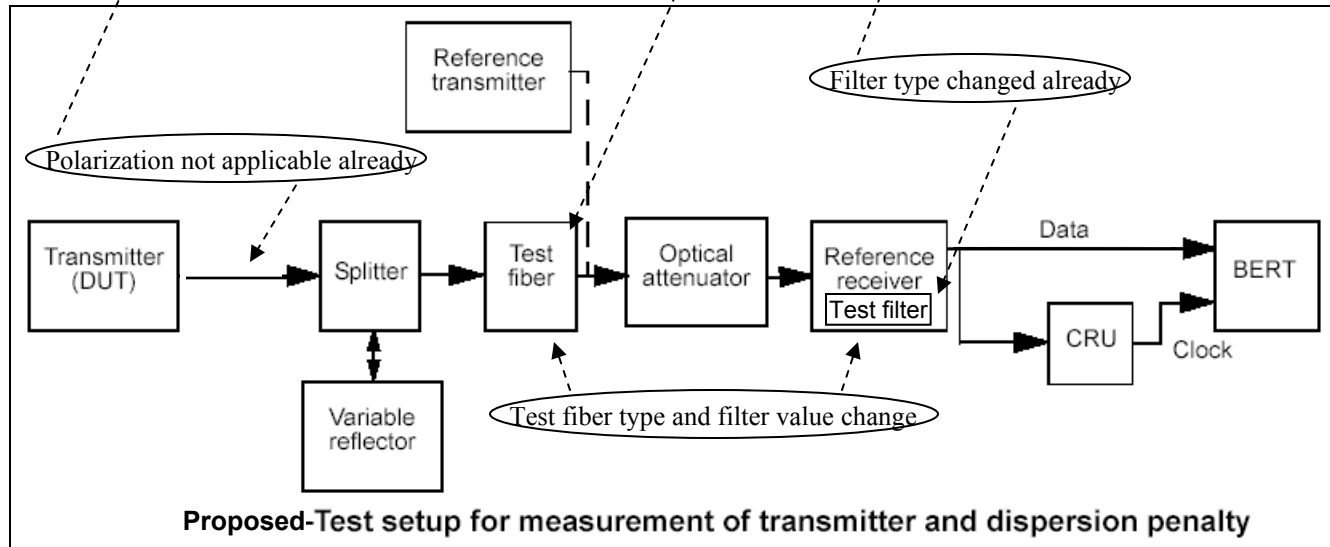 Reference
transmitter
Filter type changed already
Polarization not applicable already
Transmitter
(DUT)
Splitter
Test
fiber
Optical
attenuator
Reference
receiver
Test filter
Data
BERT
CRU
Clock
Variable
reflector
Test fiber type and filter value change
Proposed-Test setup for measurement of transmitter and dispersion penalty